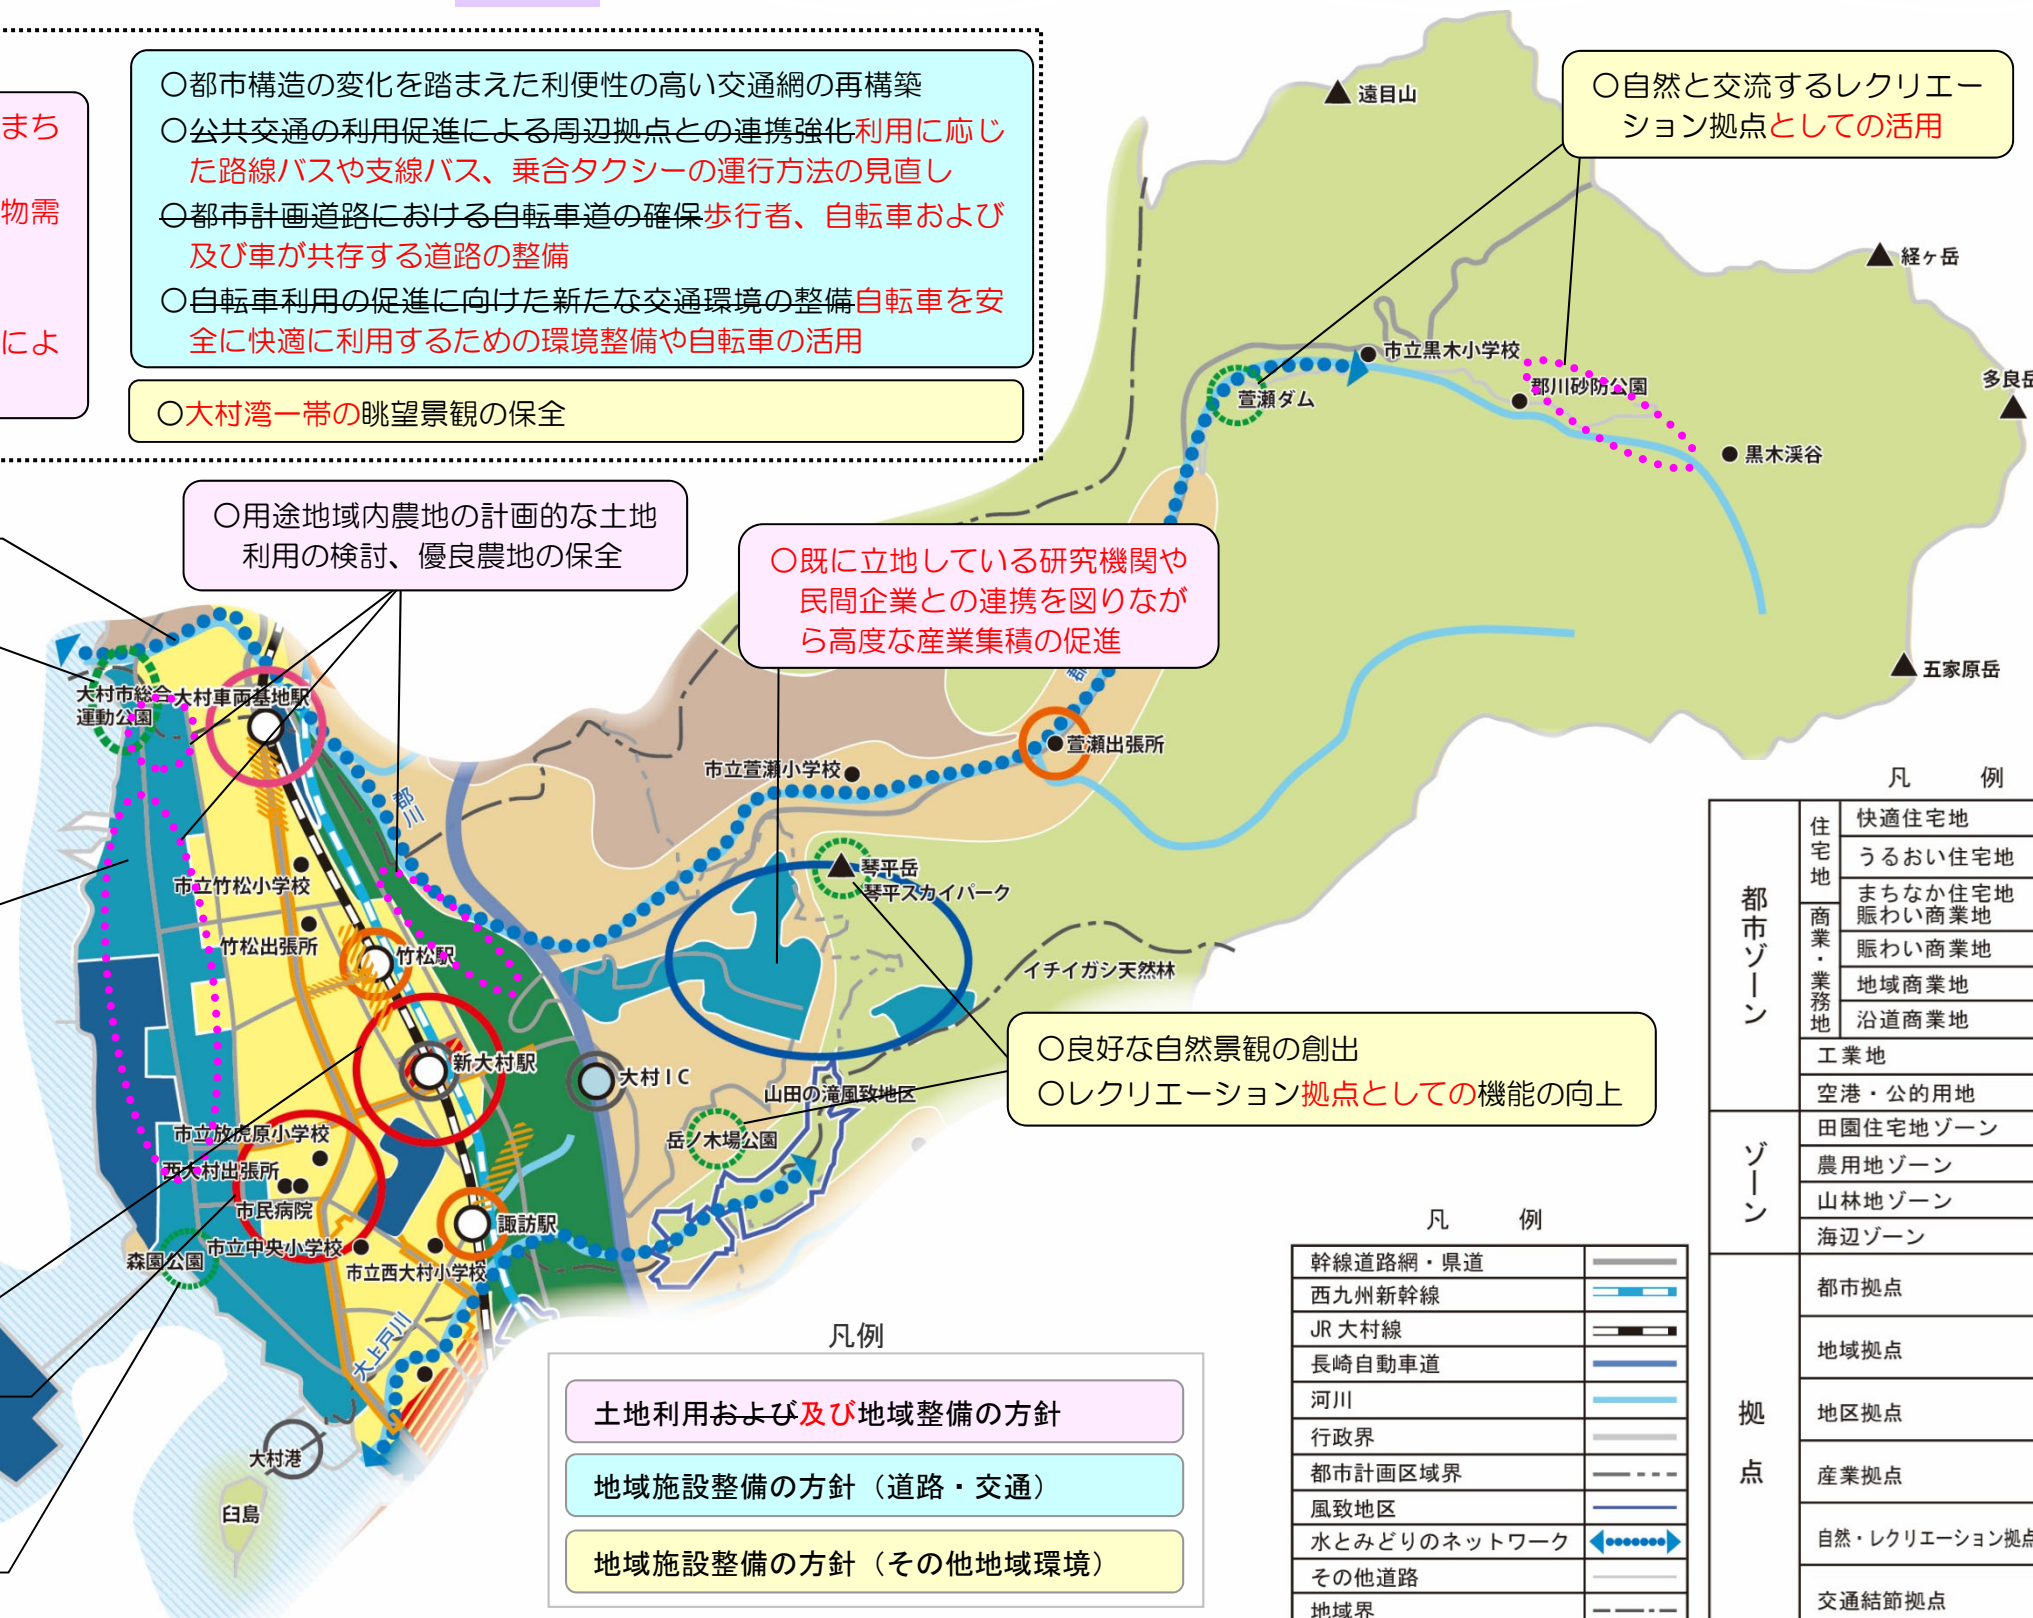 まち
物需
によ
○都市構造の変化を踏まえた利便性の高い交通網の再構築
○公共交通の利用促進による周辺拠点との連携強化利用に応じ
た路線バスや支線バス、乗合タクシーの運行方法の見直し
○都市計画道路における自転車道の確保歩行者、自転車および
及び車が共存する道路の整備
○自転車利用の促進に向けた新たな交通環境の整備自転車を安
全に快適に利用するための環境整備や自転車の活用
○大村湾一帯の眺望景観の保全
○自然と交流するレクリエー
ション拠点としての活用
遠目山
経ヶ岳
多良岳
五家原岳
市立黒木小学校
郡川砂防公園
萱瀬ダム
黒木渓谷
○用途地域内農地の計画的な土地
利用の検討、優良農地の保全
○既に立地している研究機関や
民間企業との連携を図りなが
ら高度な産業集積の促進
大村市総合
運動公園
大村車両基地駅
郡川
郡
萱瀬出張所
市立萱瀬小学校
琴平岳
琴平スカイパーク
市立竹松小学校
竹松出張所
竹松駅
イチイガシ天然林
新大村駅
大村IC
山田の滝風致地区
○良好な自然景観の創出
○レクリエーション拠点としての機能の向上
岳ノ木場公園
市立放虎原小学校
西大村出張所
市民病院
諏訪駅
市立中央小学校
森園公園
市立西大村小学校
大上戸川
大村港
臼島
凡例
土地利用および及び地域整備の方針
地域施設整備の方針（道路・交通）
地域施設整備の方針（その他地域環境）
凡　例
幹線道路網・県道
西九州新幹線
JR 大村線
長崎自動車道
河川
行政界
都市計画区域界
風致地区
水とみどりのネットワーク
その他道路
地域界
凡　例
都市ゾーン
住宅地
快適住宅地
うるおい住宅地
まちなか住宅地
賑わい商業地
商業・業務地
賑わい商業地
地域商業地
沿道商業地
工業地
空港・公的用地
ゾーン
田園住宅地ゾーン
農用地ゾーン
山林地ゾーン
海辺ゾーン
拠点
都市拠点
地域拠点
地区拠点
産業拠点
自然・レクリエーション拠点
交通結節拠点